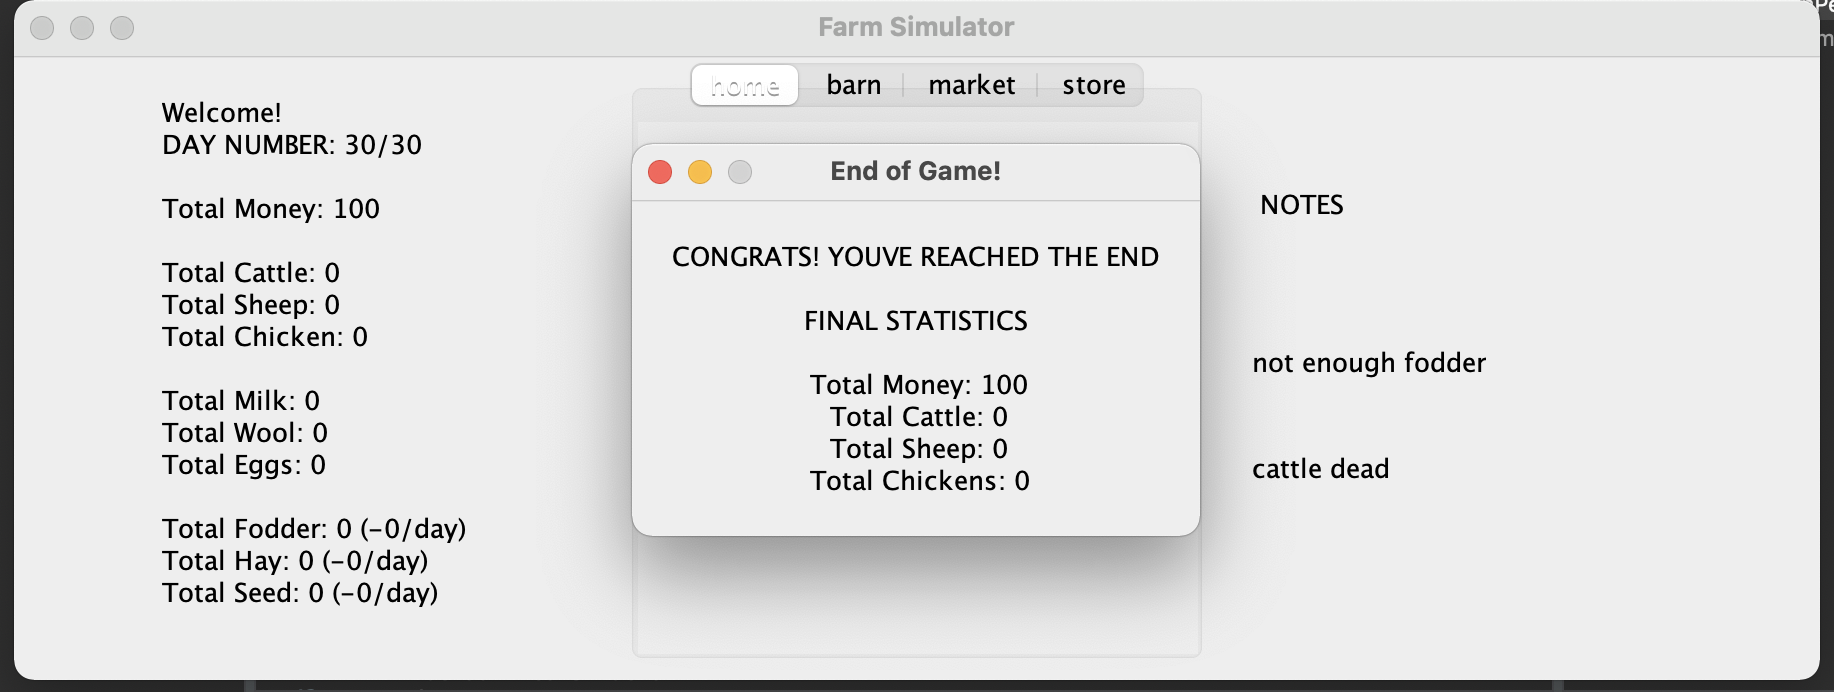 Farm Simulator
home barn market store
Welcome!
DAY NUMBER: 30/30
Total Money: 100
Total Cattle: 0
Total Sheep: 0
Total Chicken: 0
Total Milk: 0
Total Wool: 0
Total Eggs: 0
Total Fodder: 0 (-0/day)
Total Hay: 0 (-0/day)
Total Seed: 0 (-0/day)
End of Game!
CONGRATS! YOUVE REACHED THE END
FINAL STATISTICS
Total Money: 100
Total Cattle: 0
Total Sheep: 0
Total Chickens: 0
NOTES
not enough fodder
cattle dead